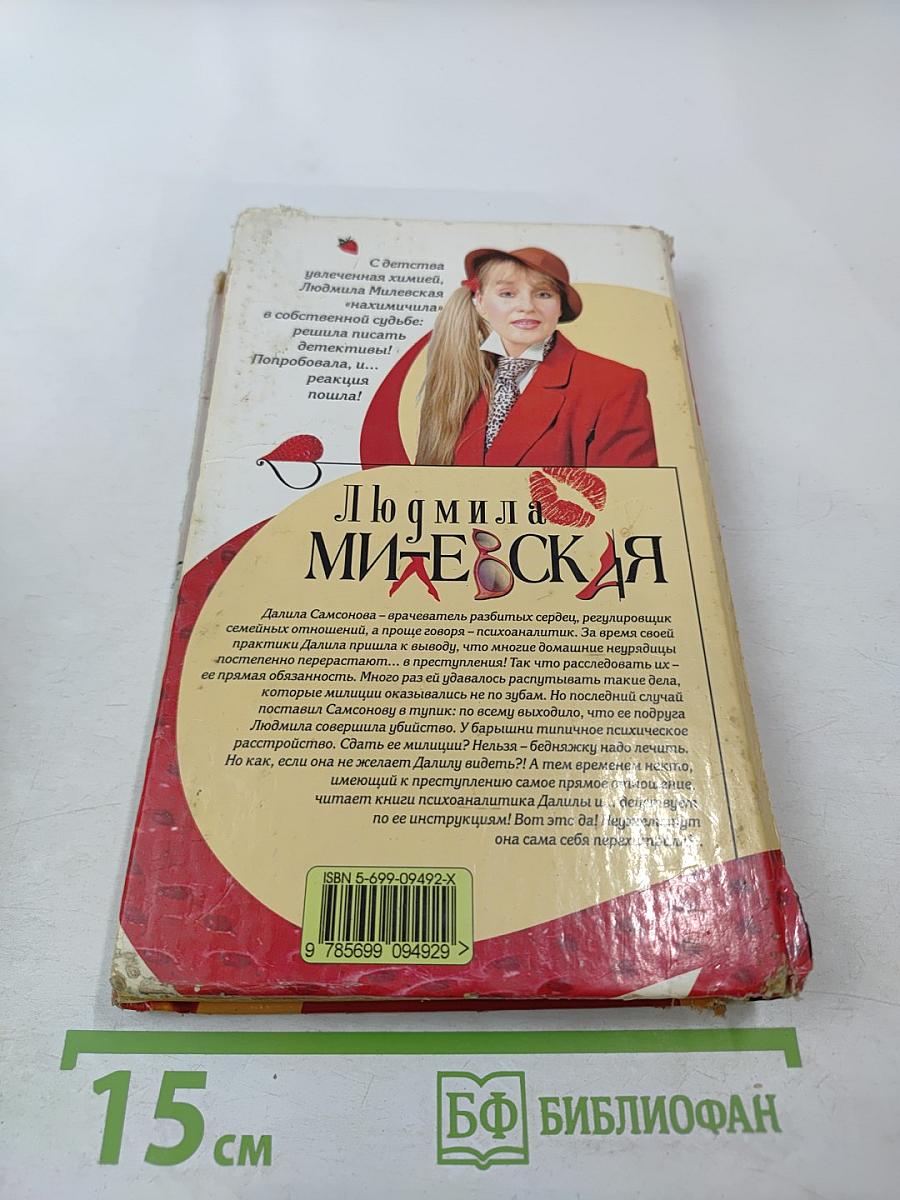 С детства
увлеченная химией,
Людмила Милевская
«нахимичила»
в собственной судьбе:
решила писать
детективы!
Попробовала, и...
реакция
пошла!
Людмила
МИЛЕВСКАЯ
Далила Самсонова – врачеватель разбитых сердец, регулировщик
семейных отношений, а проще говоря – психоаналитик. За время своей
практики Далила пришла к выводу, что многие домашние неурядицы
постепенно перерастают... в преступления! Так что расследовать их –
ее прямая обязанность. Много раз ей удавалось распутывать такие дела,
которые милиции оказывались не по зубам. Но последний случай
поставил Самсонову в тупик: по всему выходило, что ее подруга
Людмила совершила убийство. У барышни типичное психическое
расстройство. Сдать ее милиции? Нельзя – бедняжку надо лечить.
Но как, если она не желает Далилу видеть?! А тем временем некто,
имеющий к преступлению самое прямое отношение,
читает книги психоаналитика Далилы и... действует
по ее инструкциям! Вот это да! Неужели тут
она сама себя
ISBN 5-699-09492-X
9 785699 094929 >
15 см
БФ БИБЛИОФАН